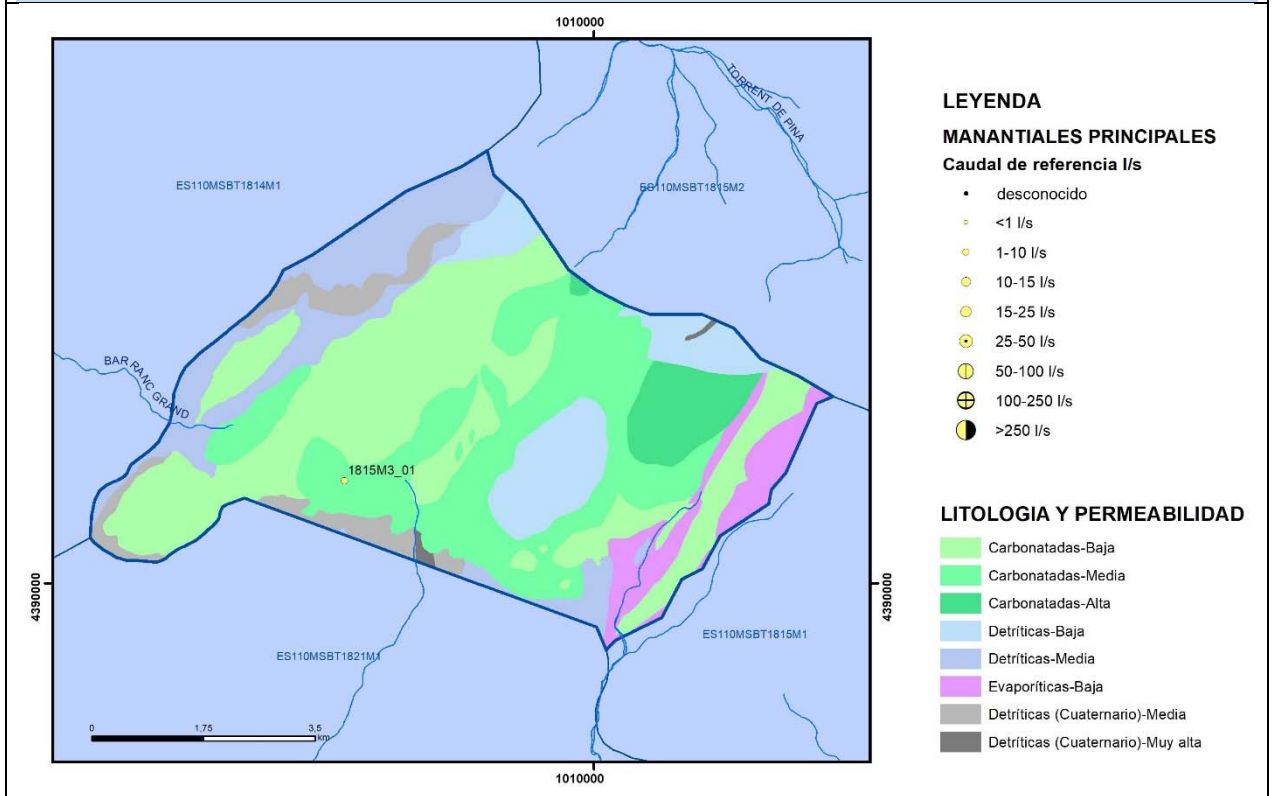 1010000
TORRENT DE PINA
ES110MSBT1814M1
ES110MSBT1815M2
BARRANC GRAND
1815M3_01
4390000
4390000
ES110MSBT1821M1
ES110MSBT1815M1
0 1,75 3,5
km
1010000
LEYENDA
MANANTIALES PRINCIPALES
Caudal de referencia l/s
desconocido
<1 l/s
1-10 l/s
10-15 l/s
15-25 l/s
25-50 l/s
50-100 l/s
100-250 l/s
>250 l/s
LITOLOGIA Y PERMEABILIDAD
Carbonatadas-Baja
Carbonatadas-Media
Carbonatadas-Alta
Detríticas-Baja
Detríticas-Media
Evaporíticas-Baja
Detríticas (Cuaternario)-Media
Detríticas (Cuaternario)-Muy alta